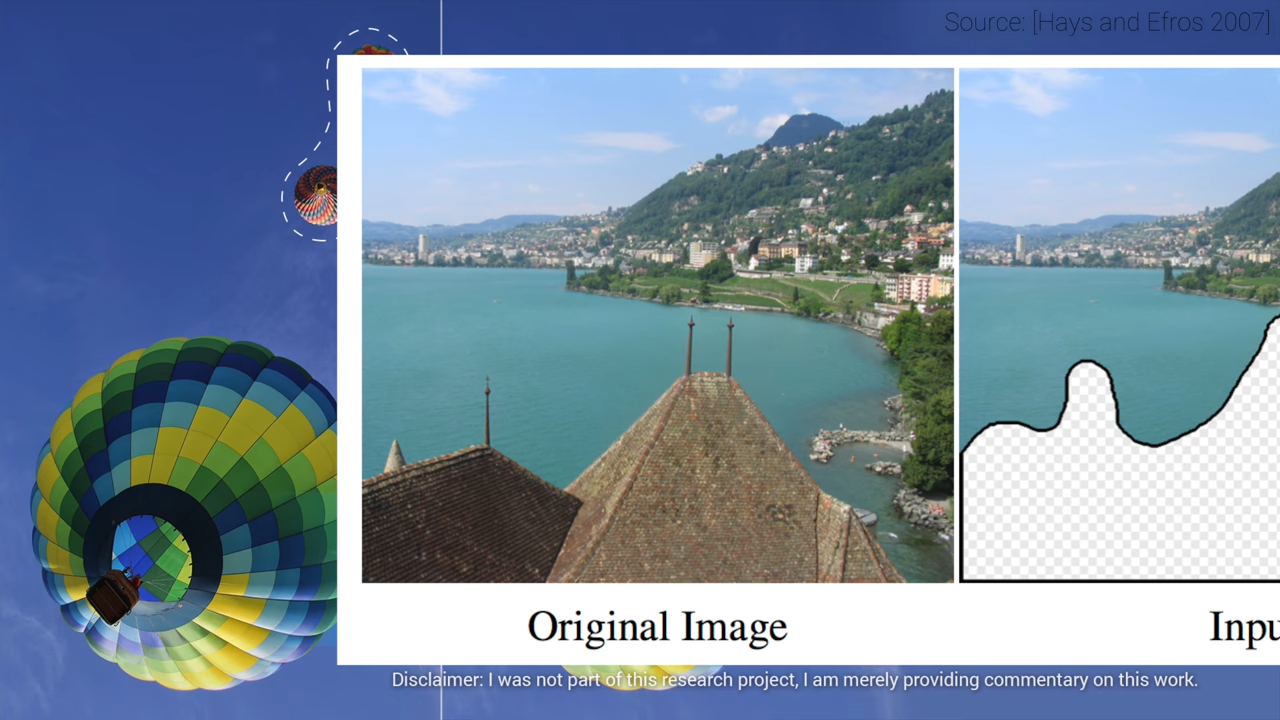 Source: [Hays and Efros 2007]
Original Image
Inpu
Disclaimer: I was not part of this research project, I am merely providing commentary on this work.